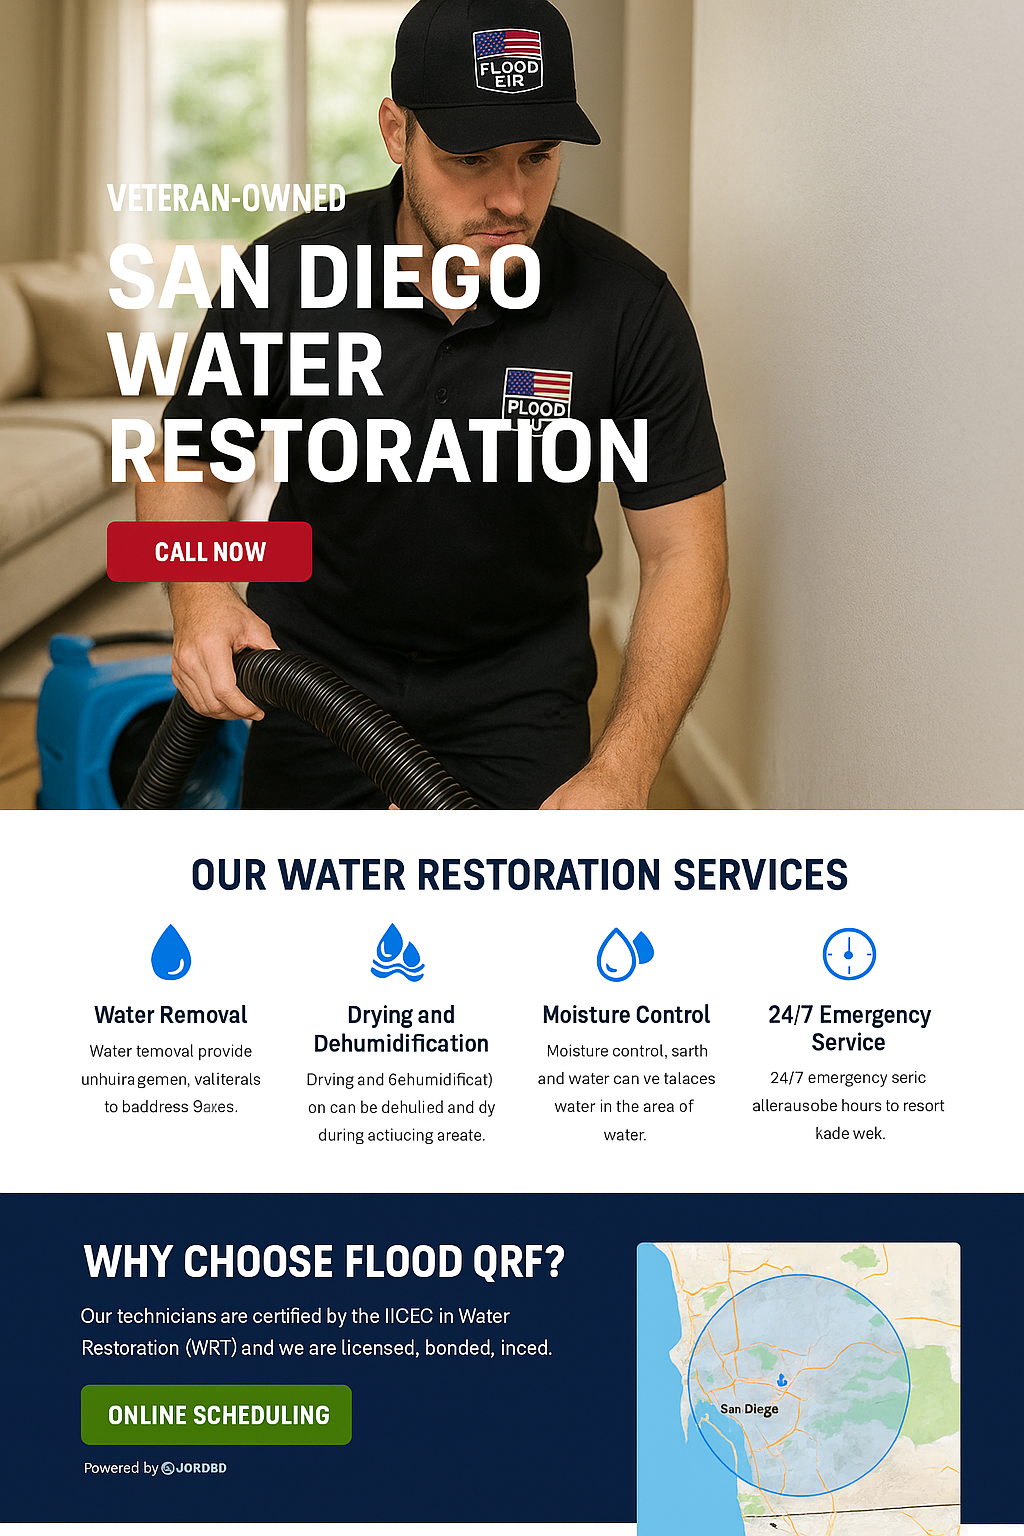 FLOOD
EIR
VETERAN-OWNED
SAN DIEGO
WATER
RESTORATION
PLOOD
CALL NOW
OUR WATER RESTORATION SERVICES
Water Removal
Water temoval provide
unhuira gemen, valiterals
to baddress 9axes.
Drying and
Dehumidification
Drving and 6ehumidificat)
on can be dehulied and dy
during actiucing areate.
Moisture Control
Moisture control, sarth
and water can ve talaces
water in the area of
water.
24/7 Emergency
Service
24/7 emergency seric
allerausobe hours to resort
kade wek.
WHY CHOOSE FLOOD QRF?
Our technicians are certified by the IICEC in Water
Restoration (WRT) and we are licensed, bonded, inced.
ONLINE SCHEDULING
Powered by JORDBD
San Diege